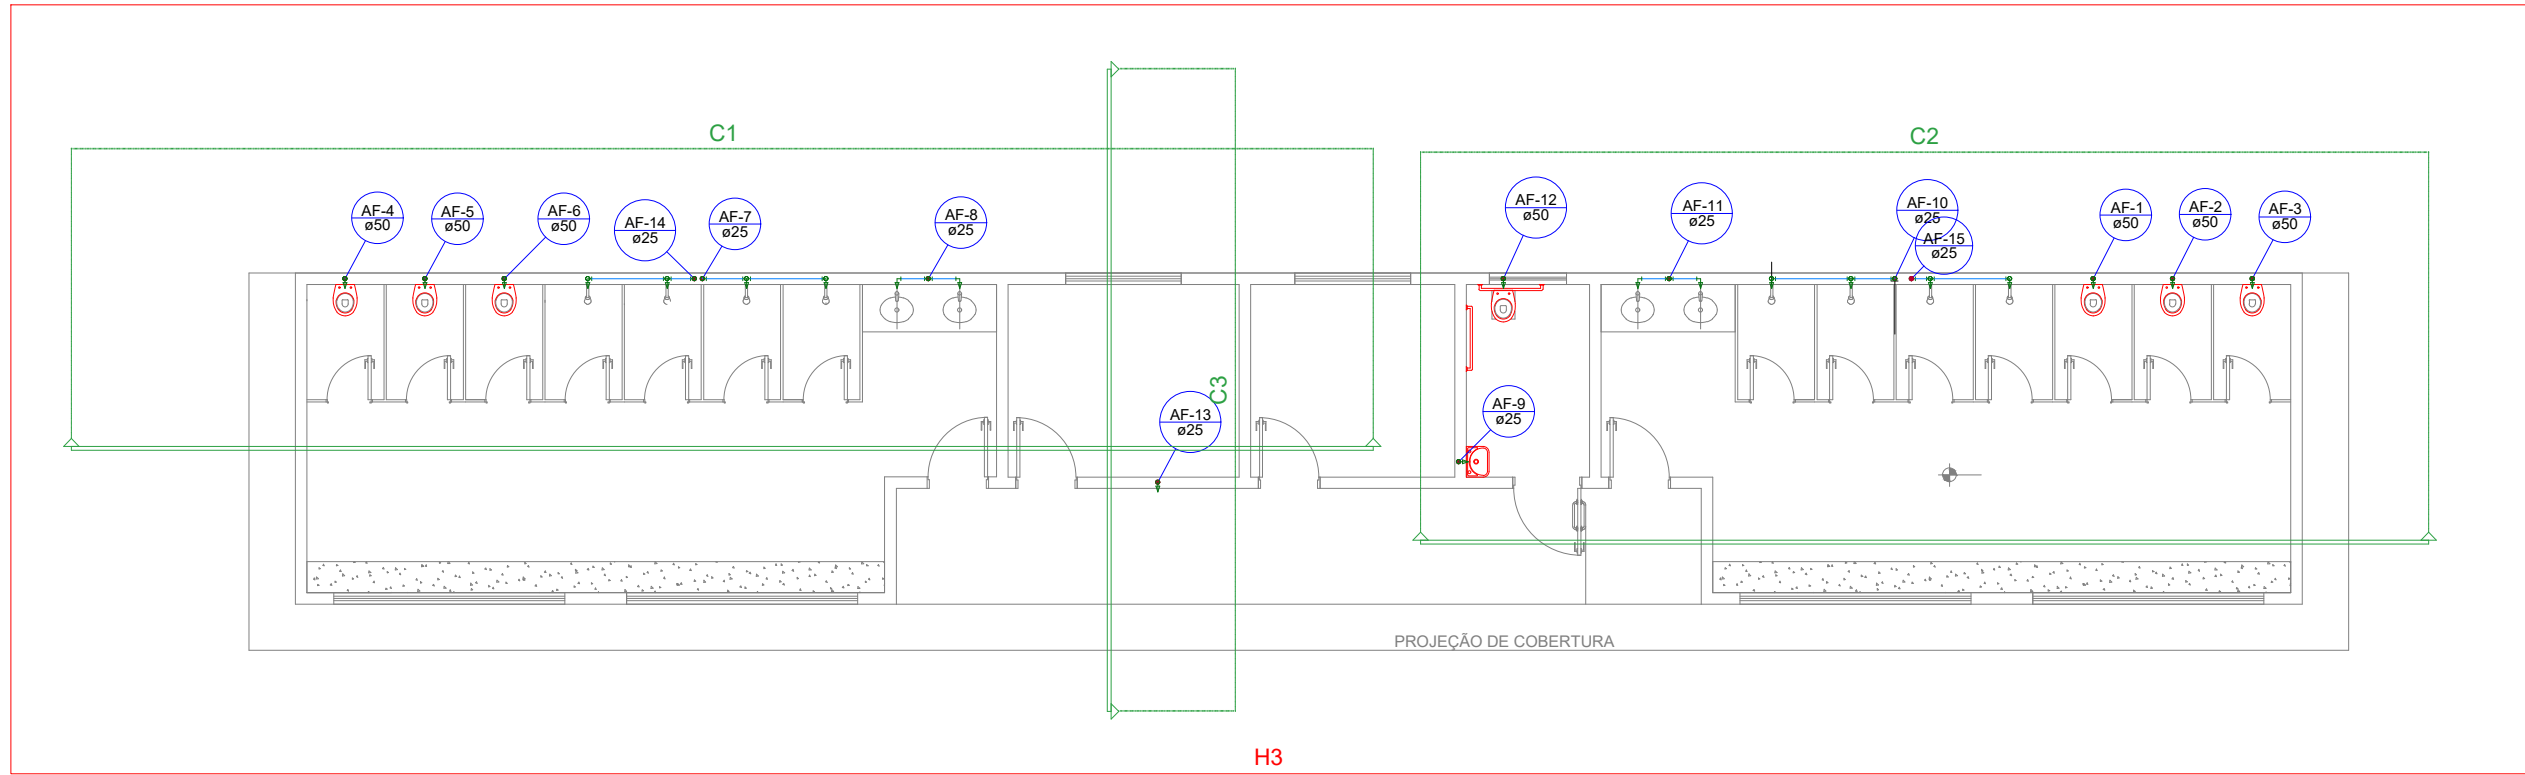 C1
C2
AF-4
ø50
AF-5
ø50
AF-6
ø50
AF-14
ø25
AF-7
ø25
AF-8
ø25
AF-12
ø50
AF-11
ø25
AF-10
ø25
AF-15
ø25
AF-1
ø50
AF-2
ø50
AF-3
ø50
C3
AF-13
ø25
AF-9
ø25
PROJEÇÃO DE COBERTURA
H3